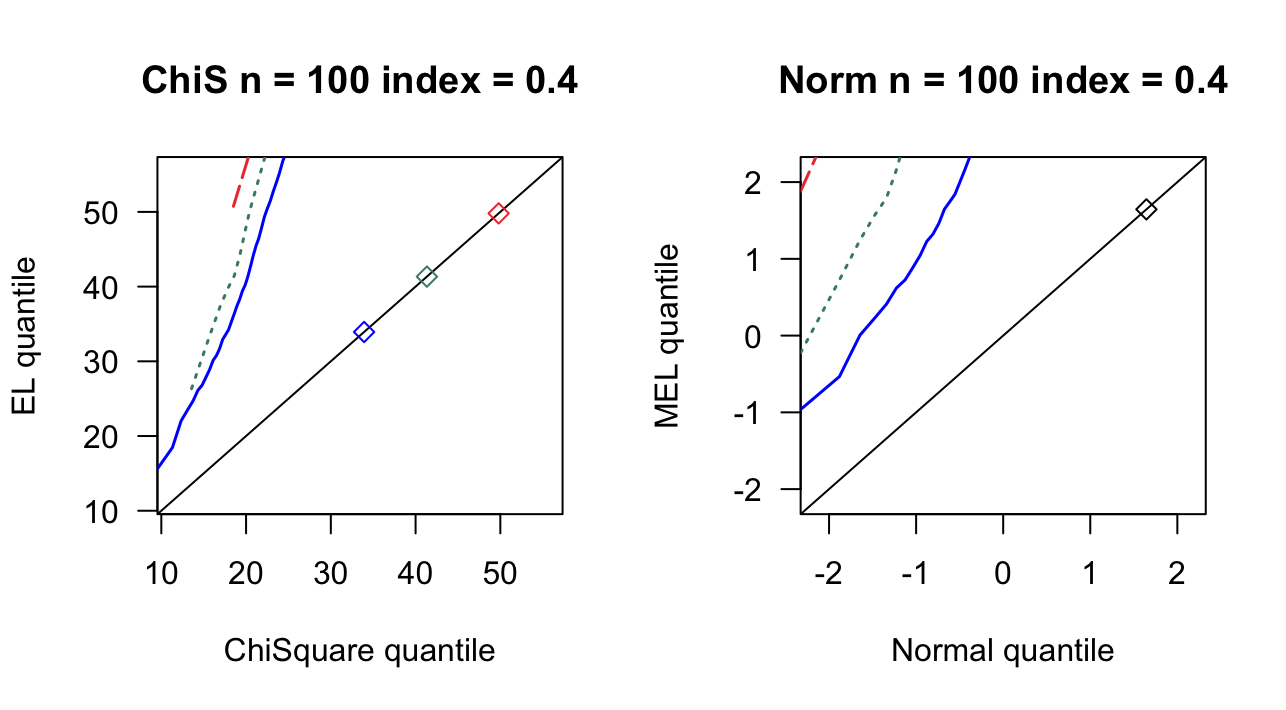 ChiS n = 100 index = 0.4
EL quantile
50
40
30
20
10
10 20 30 40 50
ChiSquare quantile
Norm n = 100 index = 0.4
MEL quantile
2
1
0
-1
-2
-2 -1 0 1 2
Normal quantile